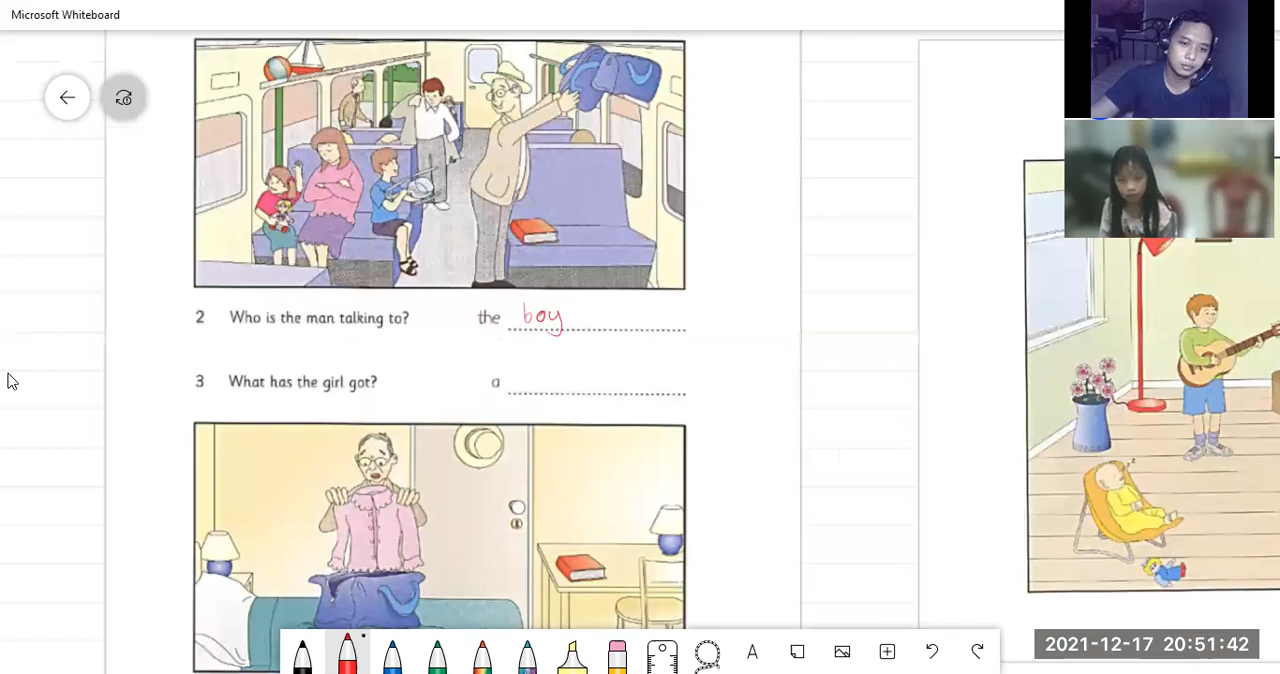 Microsoft Whiteboard
2 Who is the man talking to? the boy
3 What has the girl got? a
A
2021-12-17 20:51:42